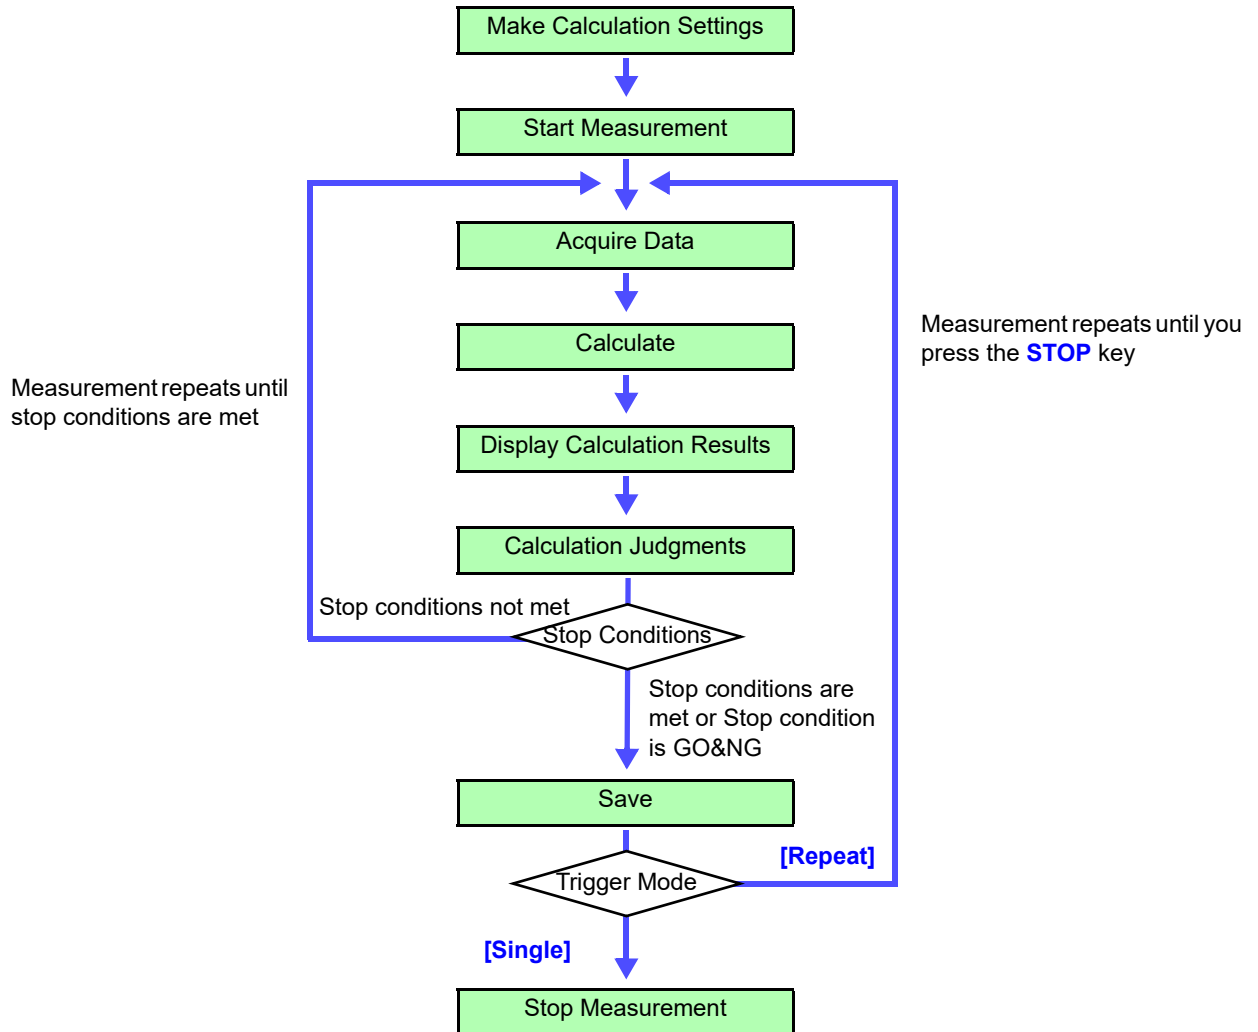 Make Calculation Settings
Start Measurement
Acquire Data
Measurement repeats until you
press the STOP key
Calculate
Measurement repeats until
stop conditions are met
Display Calculation Results
Calculation Judgments
Stop conditions not met
Stop Conditions
Stop conditions are
met or Stop condition
is GO&NG
Save
[Repeat]
Trigger Mode
[Single]
Stop Measurement